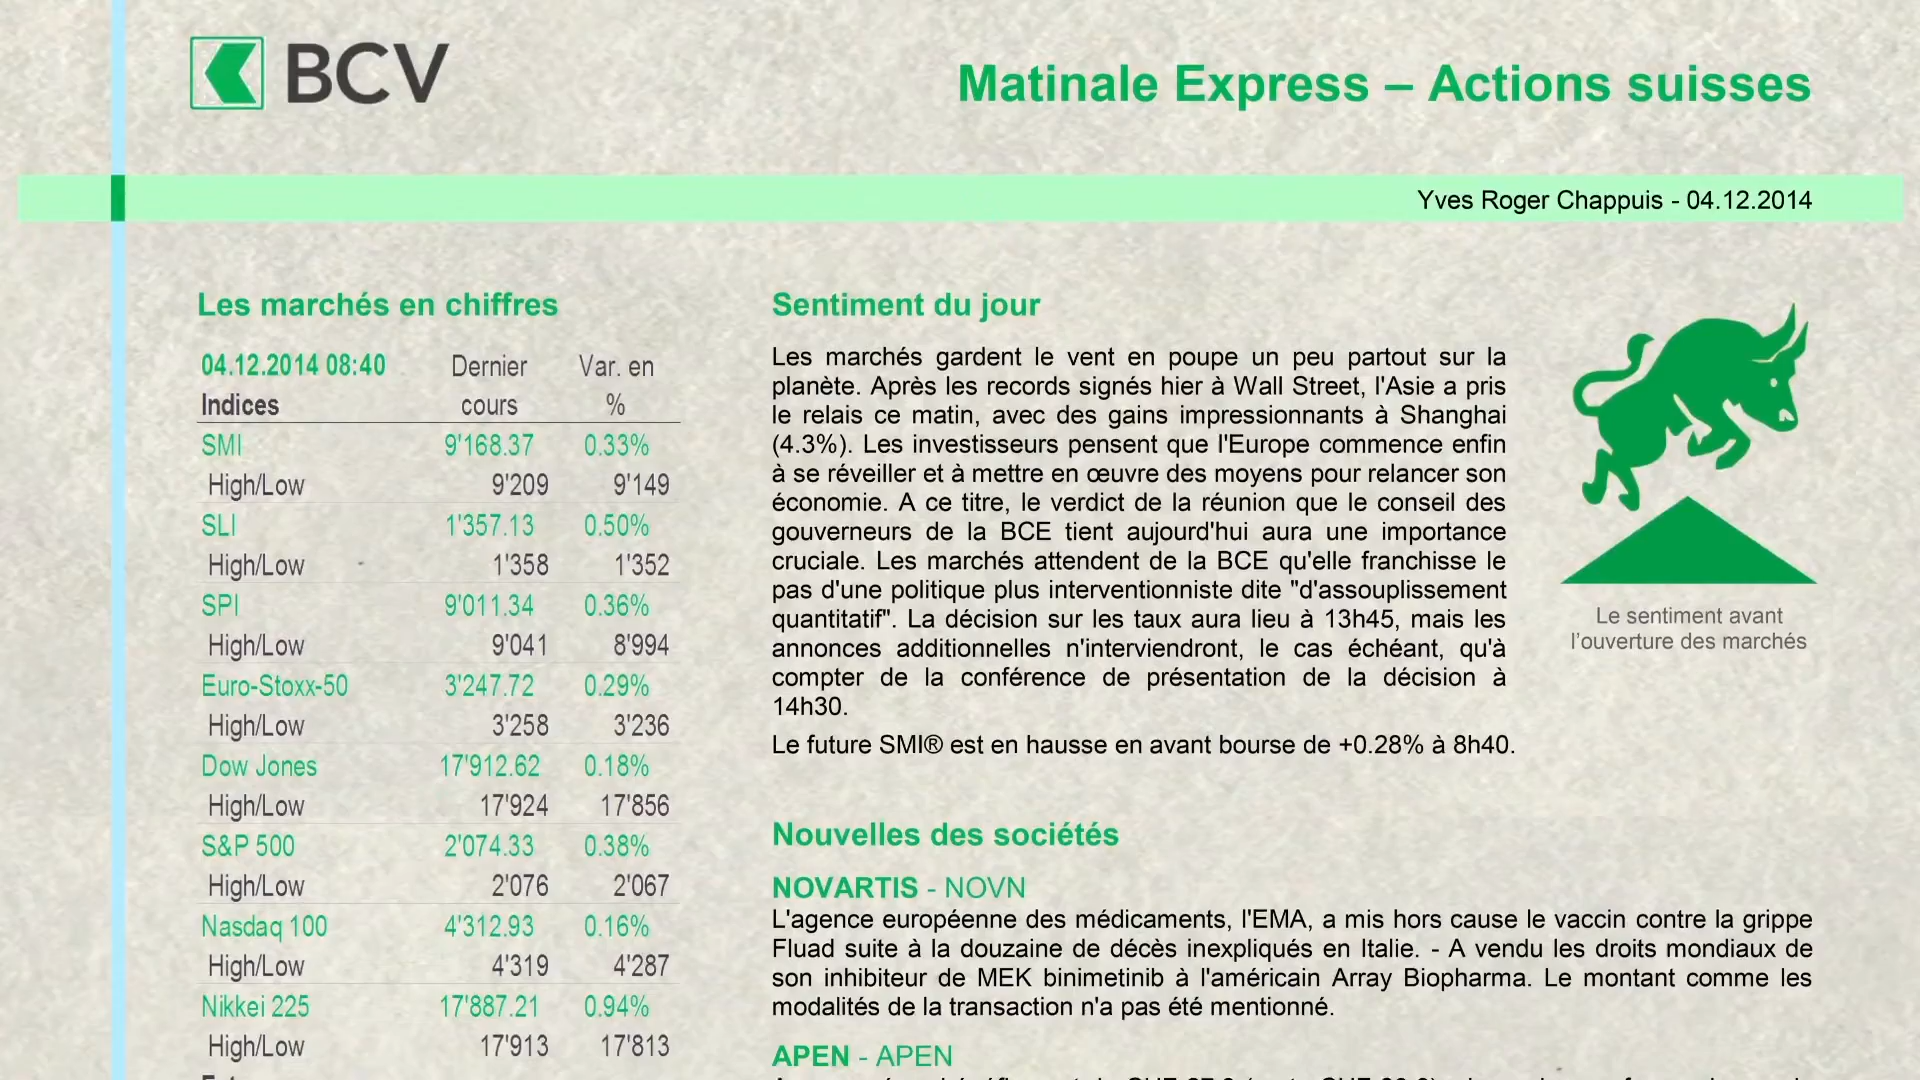 BCV
Matinale Express – Actions suisses
Yves Roger Chappuis - 04.12.2014
Les marchés en chiffres
04.12.2014 08:40 Dernier Var. en
Indices cours %
SMI 9'168.37 0.33%
High/Low 9'209 9'149
SLI 1'357.13 0.50%
High/Low 1'358 1'352
SPI 9'011.34 0.36%
High/Low 9'041 8'994
Euro-Stoxx-50 3'247.72 0.29%
High/Low 3'258 3'236
Dow Jones 17'912.62 0.18%
High/Low 17'924 17'856
S&P 500 2'074.33 0.38%
High/Low 2'076 2'067
Nasdaq 100 4'312.93 0.16%
High/Low 4'319 4'287
Nikkei 225 17'887.21 0.94%
High/Low 17'913 17'813
Sentiment du jour
Les marchés gardent le vent en poupe un peu partout sur la
planète. Après les records signés hier à Wall Street, l'Asie a pris
le relais ce matin, avec des gains impressionnants à Shanghai
(4.3%). Les investisseurs pensent que l'Europe commence enfin
à se réveiller et à mettre en œuvre des moyens pour relancer son
économie. A ce titre, le verdict de la réunion que le conseil des
gouverneurs de la BCE tient aujourd'hui aura une importance
cruciale. Les marchés attendent de la BCE qu'elle franchisse le
pas d'une politique plus interventionniste dite "d'assouplissement
quantitatif". La décision sur les taux aura lieu à 13h45, mais les
annonces additionnelles n'interviendront, le cas échéant, qu'à
compter de la conférence de présentation de la décision à
14h30.
Le future SMI® est en hausse en avant bourse de +0.28% à 8h40.
Le sentiment avant
l’ouverture des marchés
Nouvelles des sociétés
NOVARTIS - NOVN
L'agence européenne des médicaments, l'EMA, a mis hors cause le vaccin contre la grippe
Fluad suite à la douzaine de décès inexpliqués en Italie. - A vendu les droits mondiaux de
son inhibiteur de MEK binimetinib à l'américain Array Biopharma. Le montant comme les
modalités de la transaction n'a pas été mentionné.
APEN - APEN